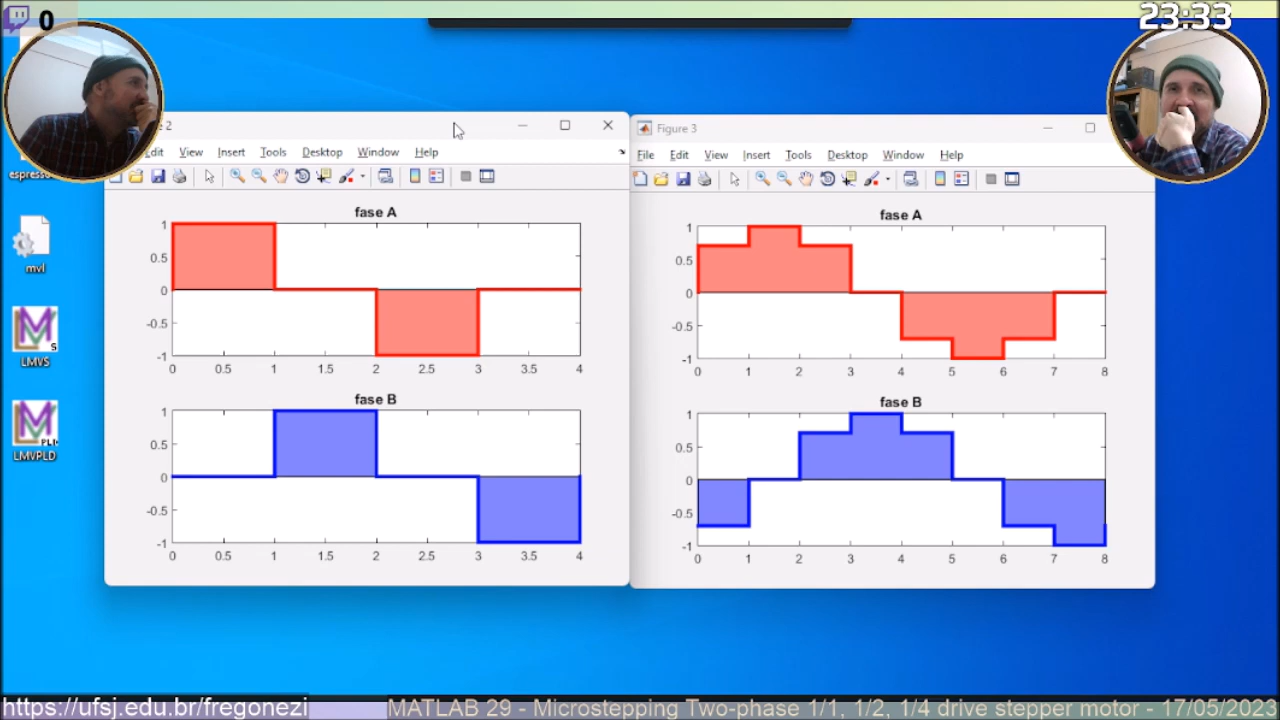 0
23:33
espresso
mvl
LMVS
LMVPLD
2
Edit View Insert Tools Desktop Window Help
fase A
1
0.5
0
-0.5
-1
0 0.5 1 1.5 2 2.5 3 3.5 4
fase B
1
0.5
0
-0.5
-1
0 0.5 1 1.5 2 2.5 3 3.5 4
Figure 3
File Edit View Insert Tools Desktop Window Help
fase A
1
0.5
0
-0.5
-1
0 1 2 3 4 5 6 7 8
fase B
1
0.5
0
-0.5
-1
0 1 2 3 4 5 6 7 8
https://ufsj.edu.br/fregonezi
MATLAB 29 - Microstepping Two-phase 1/1, 1/2, 1/4 drive stepper motor - 17/05/2023